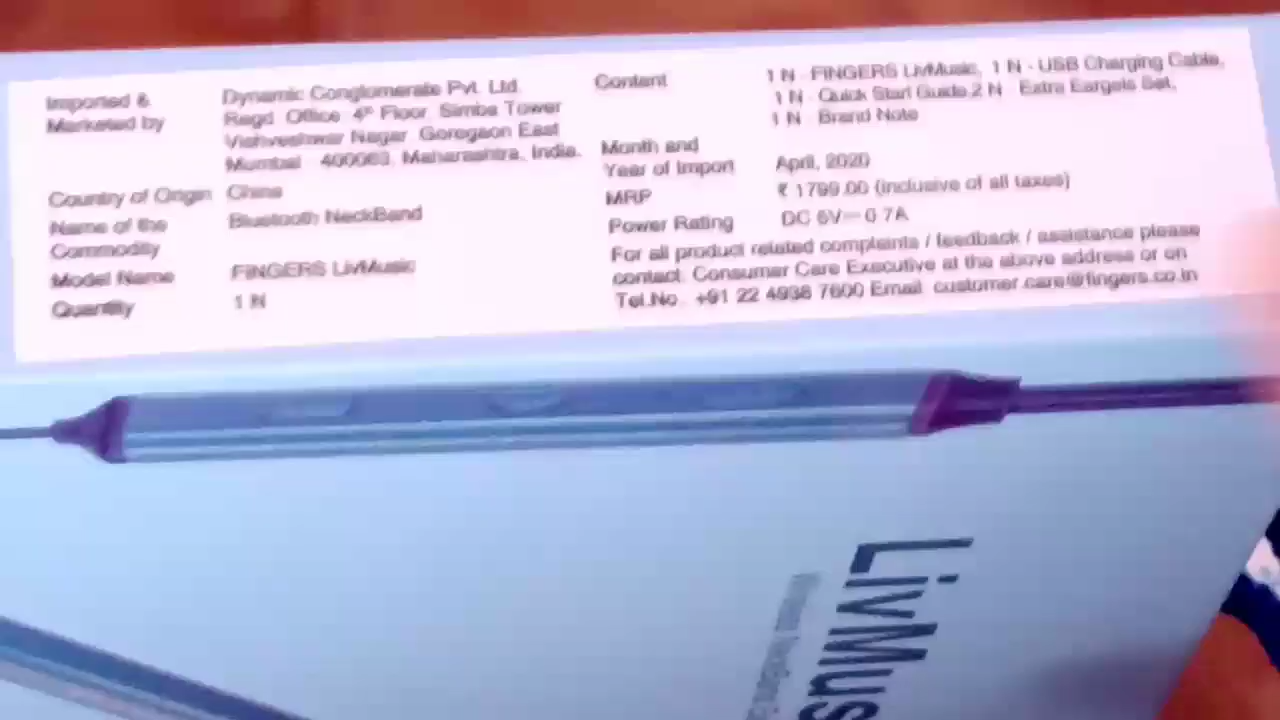 Imported &
Marketed by
Dynamic Conglomerate Pvt. Ltd.
Regd. Office 4th Floor, Simba Tower
Vishveshwar Nagar, Goregaon East
Mumbai 400063, Maharashtra, India.
Country of Origin China
Name of the
Commodity
Bluetooth NeckBand
Model Name FINGERS LivMusic
Quantity 1 N
Content 1 N - FINGERS LivMusic, 1 N - USB Charging Cable,
1 N - Quick Start Guide 2 N - Extra Eargels Set,
1 N - Brand Note
Month and
Year of Import April, 2020
MRP ₹ 1799.00 (inclusive of all taxes)
Power Rating DC 5V⎓0.7A
For all product related complaints / feedback / assistance please
contact: Consumer Care Executive at the above address or on
Tel.No. +91 22 4938 7600 Email: customer.care@fingers.co.in
LivMus